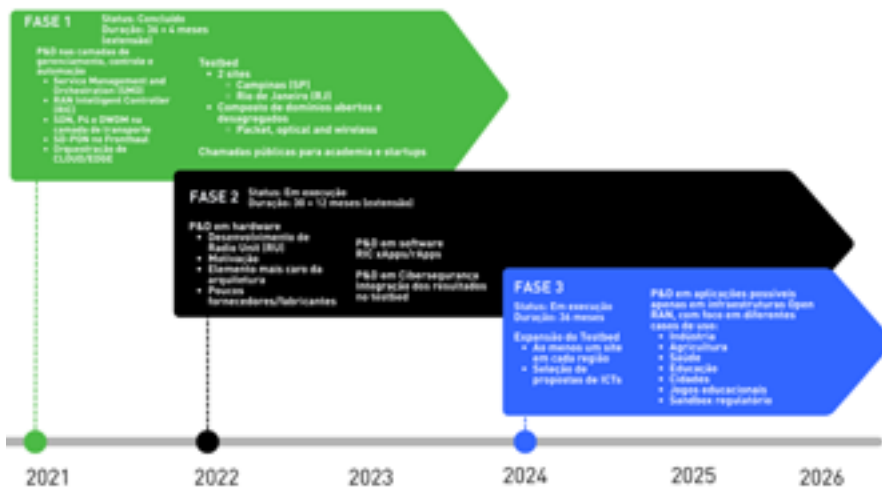 FASE 1
Status: Concluído
Duração: 36 + 4 meses
(extensão)
P&D nas camadas de
gerenciamento, controle e
automação
• Service Management and
Orchestration (SMO)
• RAN Intelligent Controller
(RIC)
• SDN, P4 e DWDM na
camada de transporte
• SD-PON no Fronthaul
• Orquestração de
CLOUD/EDGE
Testbed
• 2 sites
○ Campinas (SP)
○ Rio de Janeiro (RJ)
• Composto de domínios abertos e
desagregados
○ Packet, optical and wireless
Chamadas públicas para academia e startups
FASE 2
Status: Em execução
Duração: 30 + 12 meses (extensão)
P&D em hardware
• Desenvolvimento de
Radio Unit (RU)
• Motivação
• Elemento mais caro da
arquitetura
• Poucos
fornecedores/fabricantes
P&D em software
RIC xApps/rApps
P&D em Cibersegurança
Integração dos resultados
no testbed
FASE 3
Status: Em execução
Duração: 36 meses
Expansão do Testbed
• Ao menos um site
em cada região
• Seleção de
propostas de ICTs
P&D em aplicações possíveis
apenas em infraestruturas Open
RAN, com foco em diferentes
casos de uso:
• Indústria
• Agricultura
• Saúde
• Educação
• Cidades
• Jogos educacionais
• Sandbox regulatório
2021
2022
2023
2024
2025
2026